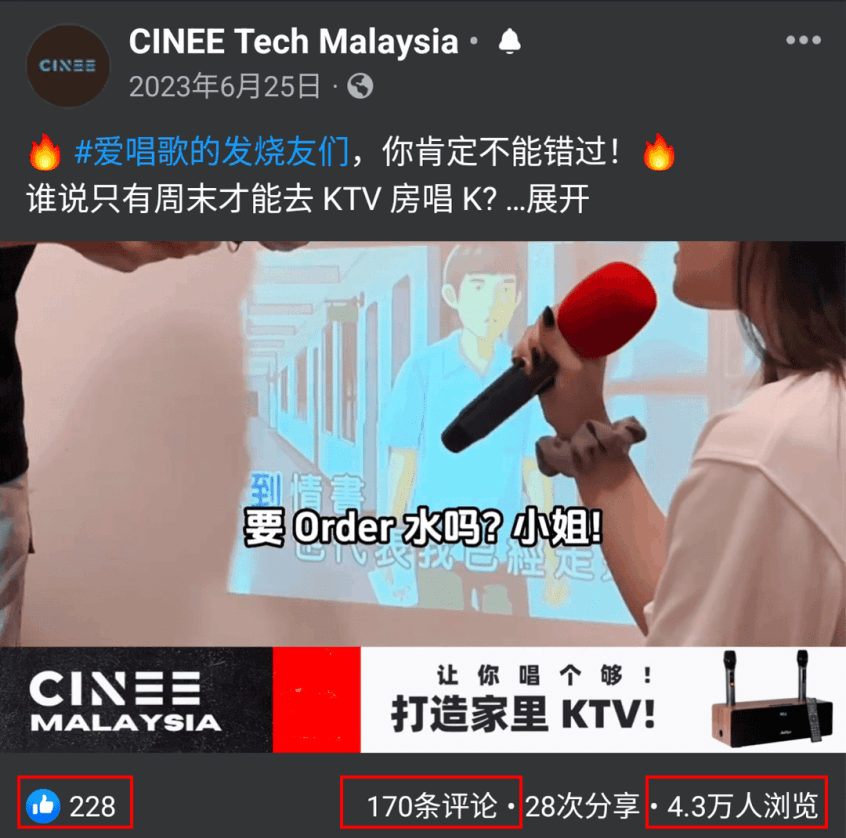 CINEE
CINEE Tech Malaysia
2023年6月25日 ·
🔥 #爱唱歌的发烧友们，你肯定不能错过！🔥
谁说只有周末才能去 KTV 房唱 K? ...展开
到情書
要 Order 水吗? 小姐!
也代表我已經走
CINEE
MALAYSIA
让你唱个够！
打造家里 KTV!
228
170条评论 · 28次分享 · 4.3万人浏览